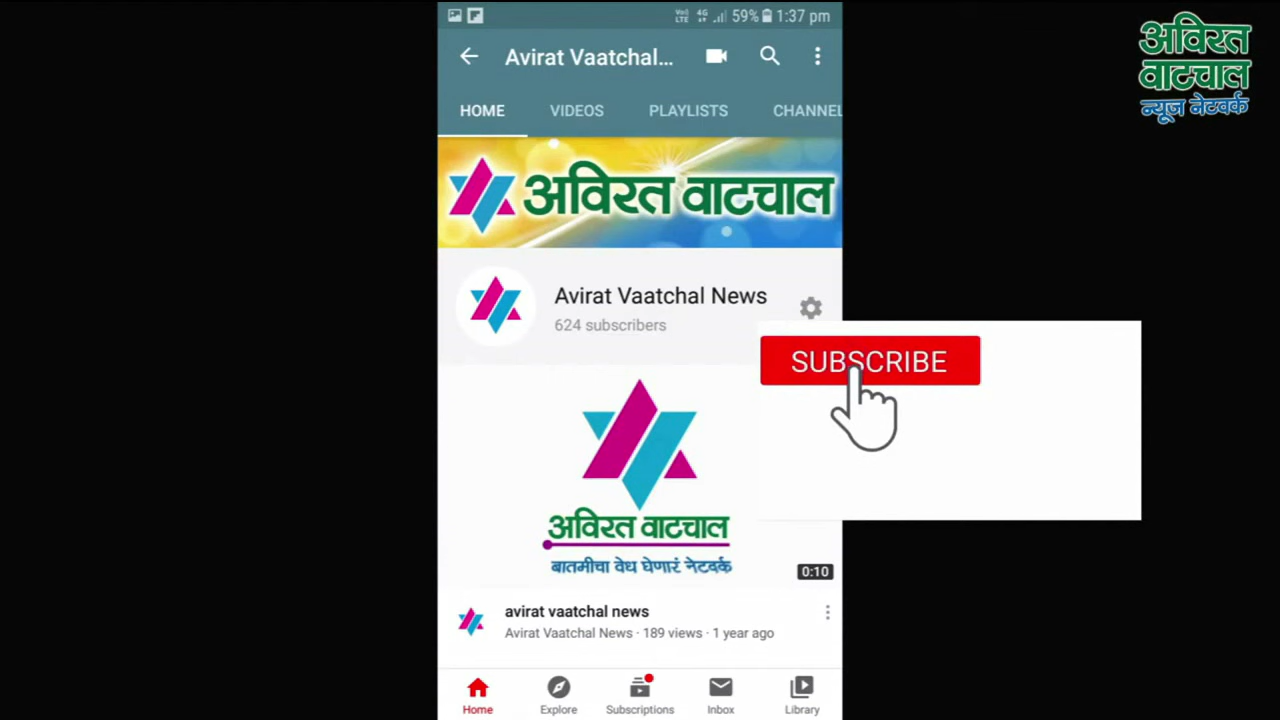 VoLTE 4G 59% 1:37 pm
Avirat Vaatchal...
HOME VIDEOS PLAYLISTS CHANNEL
अविरत वाटचाल
Avirat Vaatchal News
624 subscribers
SUBSCRIBE
अविरत वाटचाल
बातमीचा वेध घेणारं नेटवर्क
0:10
avirat vaatchal news
Avirat Vaatchal News · 189 views · 1 year ago
Home Explore Subscriptions Inbox Library
अविरत
वाटचाल
न्यूज नेटवर्क